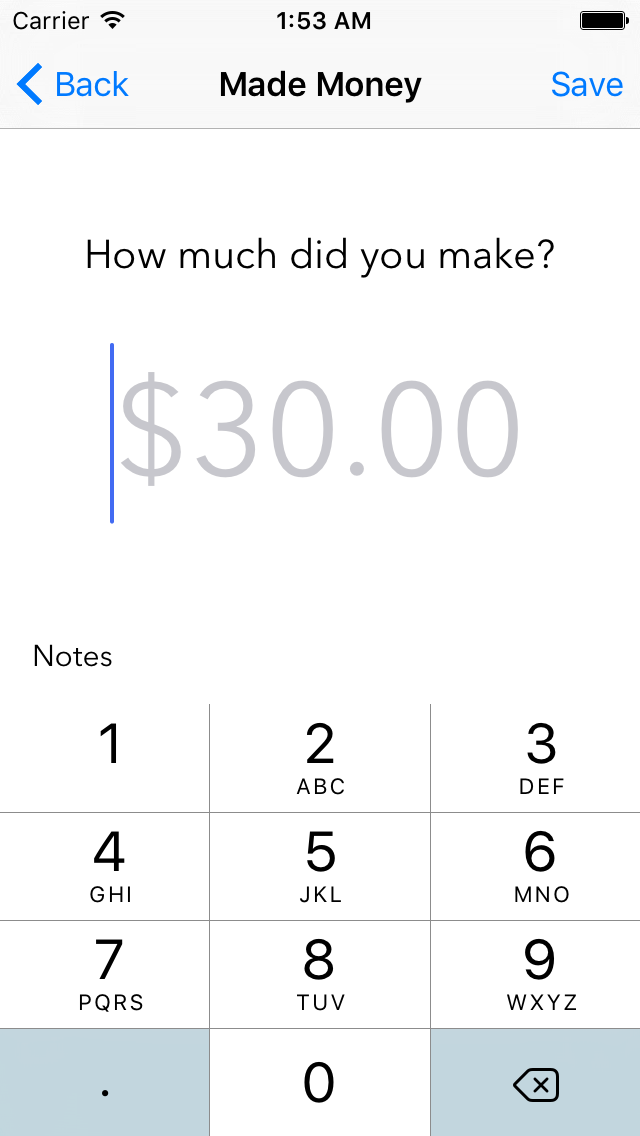 Carrier 1:53 AM
Back Made Money Save
How much did you make?
$30.00
Notes
1 2 3
ABC DEF
4 5 6
GHI JKL MNO
7 8 9
PQRS TUV WXYZ
. 0